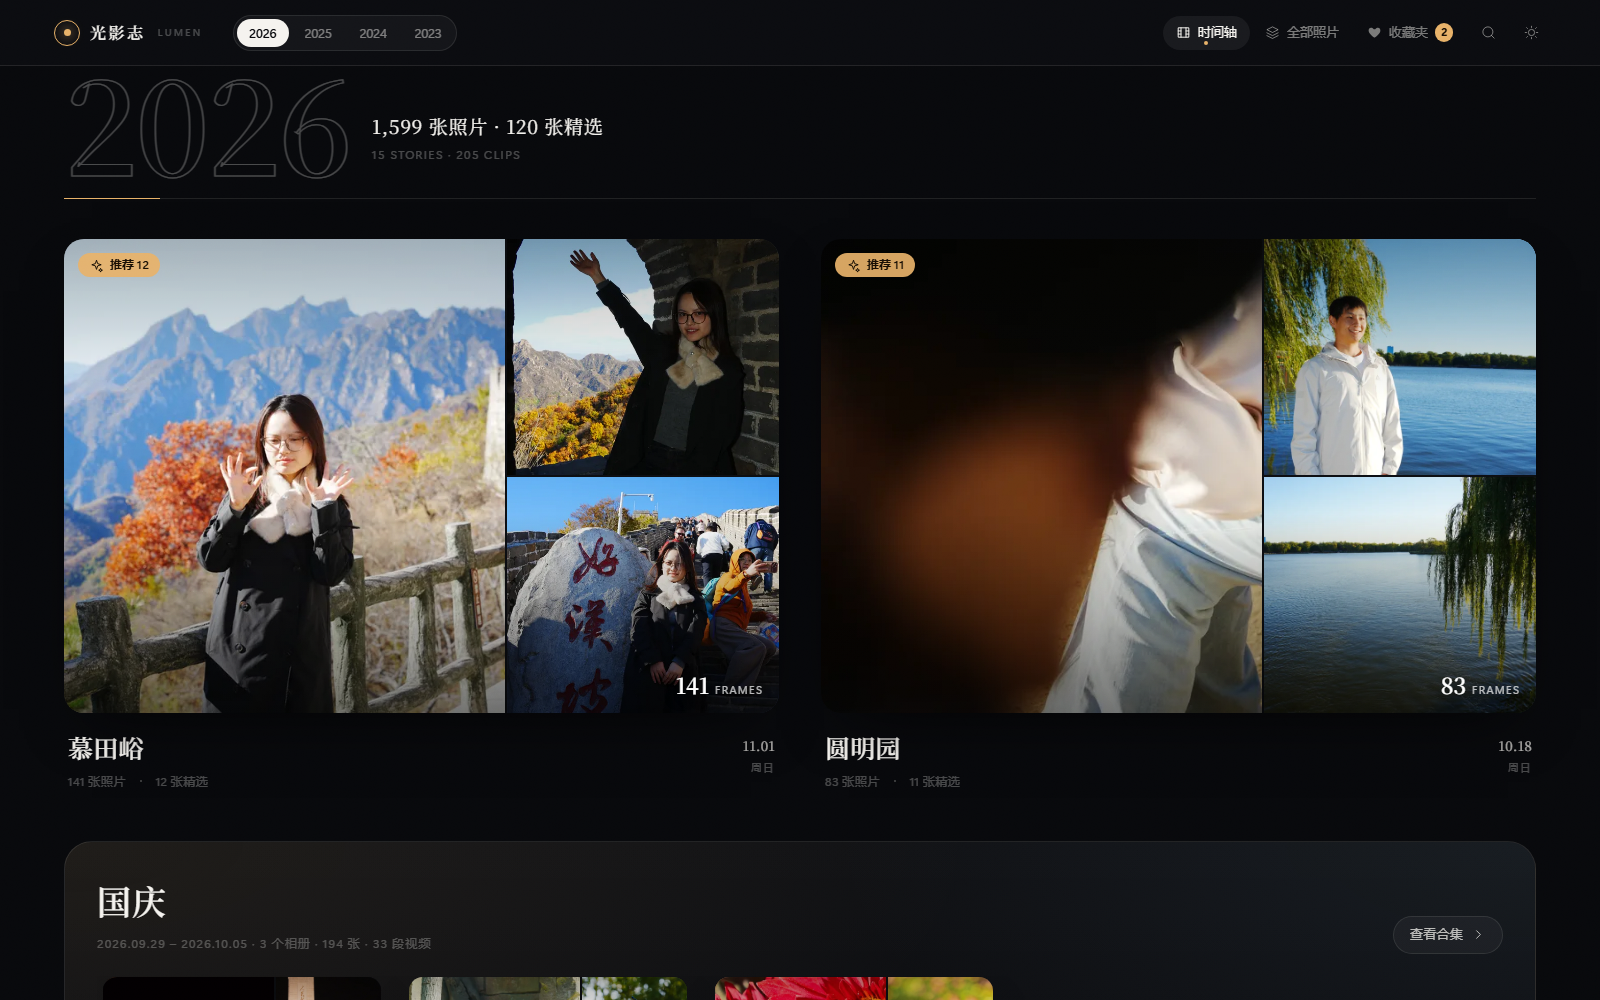 光影志 LUMEN 2026 2025 2024 2023 时间轴 全部照片 收藏夹 2
2026
1,599 张照片 · 120 张精选
15 STORIES · 205 CLIPS
推荐 12
好
汉
坡
141 FRAMES
推荐 11
83 FRAMES
慕田峪
11.01
周日
141 张照片 · 12 张精选
圆明园
10.18
周日
83 张照片 · 11 张精选
国庆
2026.09.29 – 2026.10.05 · 3 个相册 · 194 张 · 33 段视频
查看合集